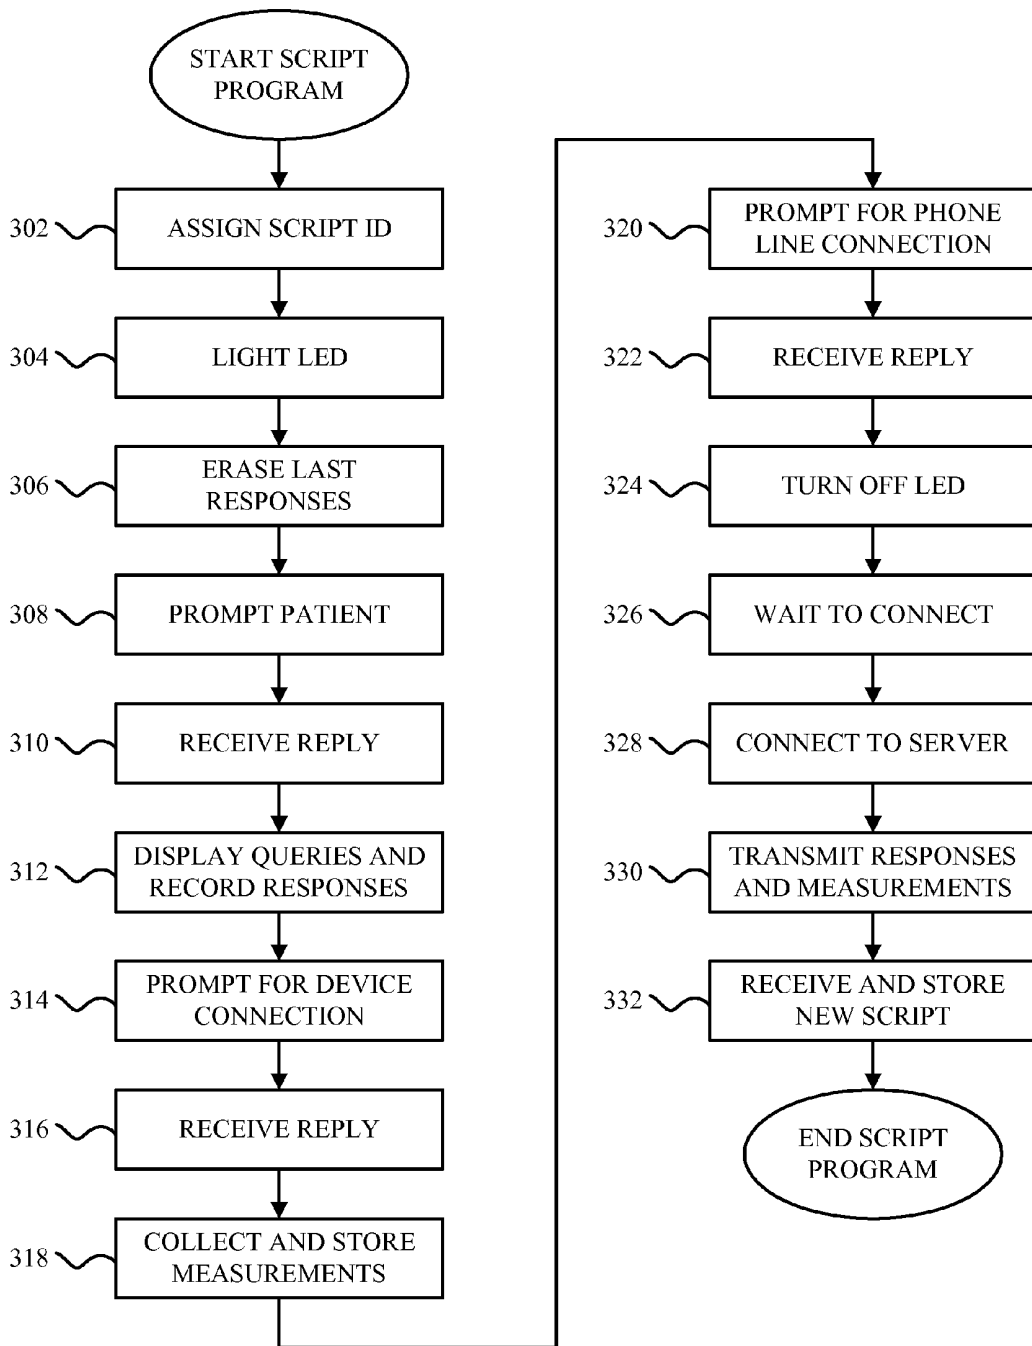 START SCRIPT
PROGRAM
302
ASSIGN SCRIPT ID
304
LIGHT LED
306
ERASE LAST
RESPONSES
308
PROMPT PATIENT
310
RECEIVE REPLY
312
DISPLAY QUERIES AND
RECORD RESPONSES
314
PROMPT FOR DEVICE
CONNECTION
316
RECEIVE REPLY
318
COLLECT AND STORE
MEASUREMENTS
320
PROMPT FOR PHONE
LINE CONNECTION
322
RECEIVE REPLY
324
TURN OFF LED
326
WAIT TO CONNECT
328
CONNECT TO SERVER
330
TRANSMIT RESPONSES
AND MEASUREMENTS
332
RECEIVE AND STORE
NEW SCRIPT
END SCRIPT
PROGRAM